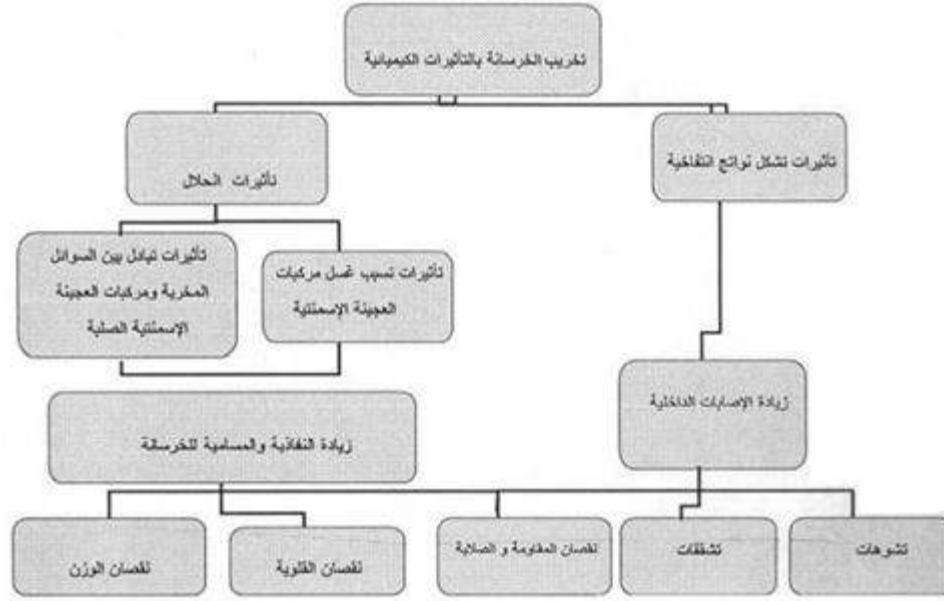 تخريب الخرسانة بالتأثيرات الكيميائية
تأثيرات تشكل نواتج انتفاخية
تأثيرات الحلال
تأثيرات تسبب غسل مركبات
العجينة الإسمنتية
تأثيرات تبادل بين السوائل
المخربة ومركبات العجينة
الإسمنتية الصلبة
زيادة الإصابات الداخلية
زيادة النفاذية والمسامية للخرسانة
تشوهات
تشققات
نقصان المقاومة و الصلابة
نقصان القلوية
نقصان الوزن